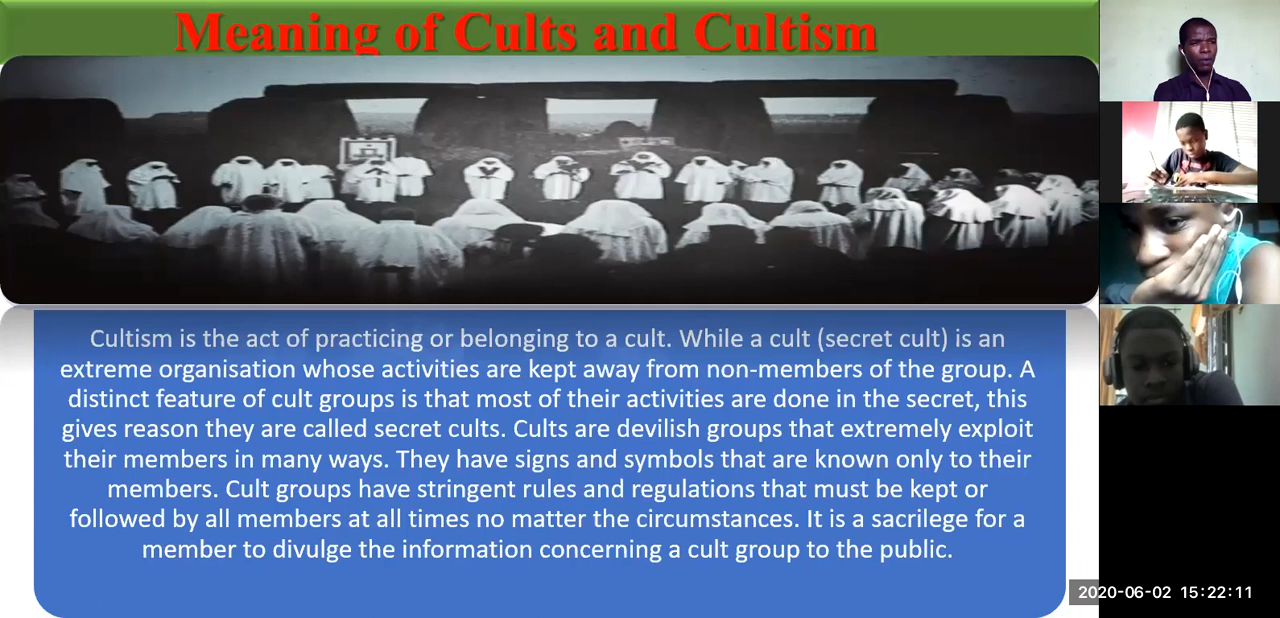 Meaning of Cults and Cultism
Cultism is the act of practicing or belonging to a cult. While a cult (secret cult) is an
extreme organisation whose activities are kept away from non-members of the group. A
distinct feature of cult groups is that most of their activities are done in the secret, this
gives reason they are called secret cults. Cults are devilish groups that extremely exploit
their members in many ways. They have signs and symbols that are known only to their
members. Cult groups have stringent rules and regulations that must be kept or
followed by all members at all times no matter the circumstances. It is a sacrilege for a
member to divulge the information concerning a cult group to the public.
2020-06-02 15:22:11